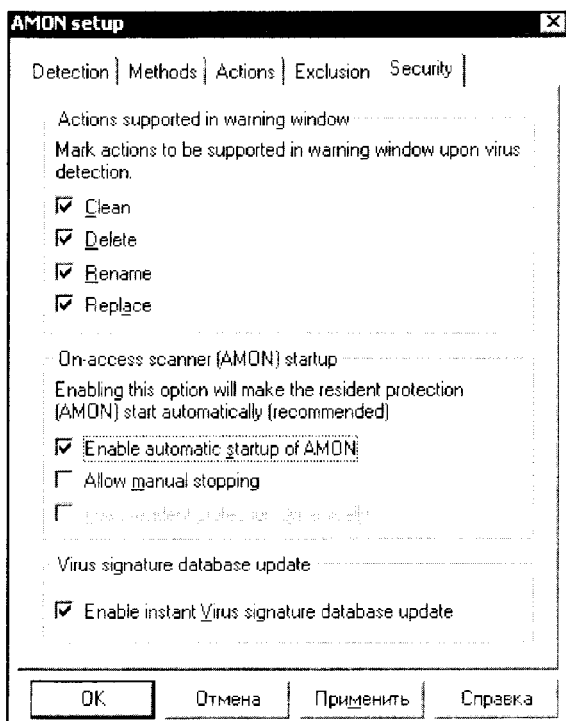 AMON setup
Detection Methods Actions Exclusion Security
Actions supported in warning window
Mark actions to be supported in warning window upon virus
detection.
Clean
Delete
Rename
Replace
On-access scanner (AMON) startup
Enabling this option will make the resident protection
(AMON) start automatically (recommended)
Enable automatic startup of AMON
Allow manual stopping
Virus signature database update
Enable instant Virus signature database update
OK Отмена Применить Справка